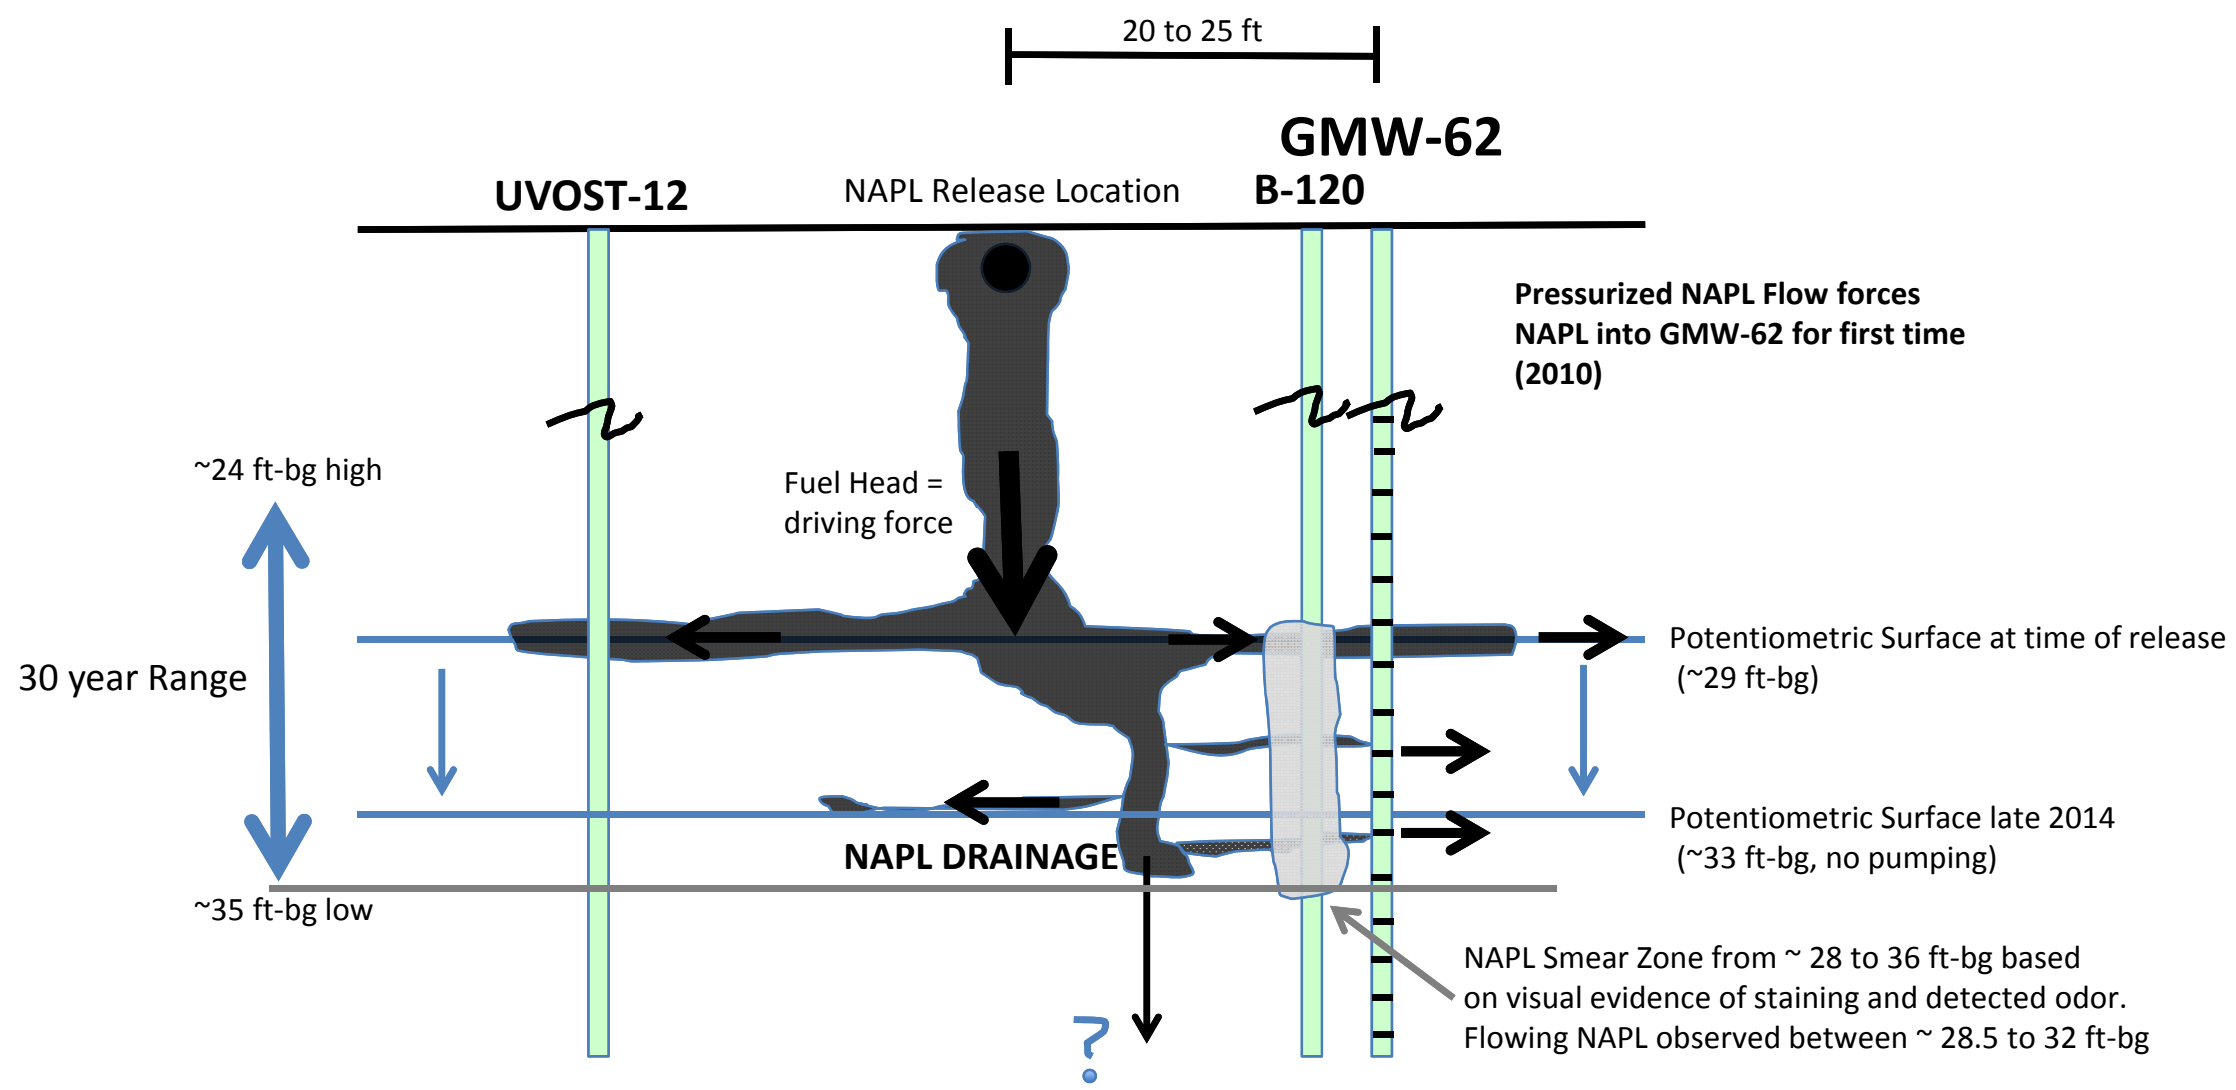 20 to 25 ft
GMW-62
UVOST-12
NAPL Release Location
B-120
Pressurized NAPL Flow forces
NAPL into GMW-62 for first time
(2010)
~24 ft-bg high
Fuel Head =
driving force
30 year Range
Potentiometric Surface at time of release
(~29 ft-bg)
Potentiometric Surface late 2014
(~33 ft-bg, no pumping)
NAPL DRAINAGE
~35 ft-bg low
NAPL Smear Zone from ~ 28 to 36 ft-bg based
on visual evidence of staining and detected odor.
Flowing NAPL observed between ~ 28.5 to 32 ft-bg
?